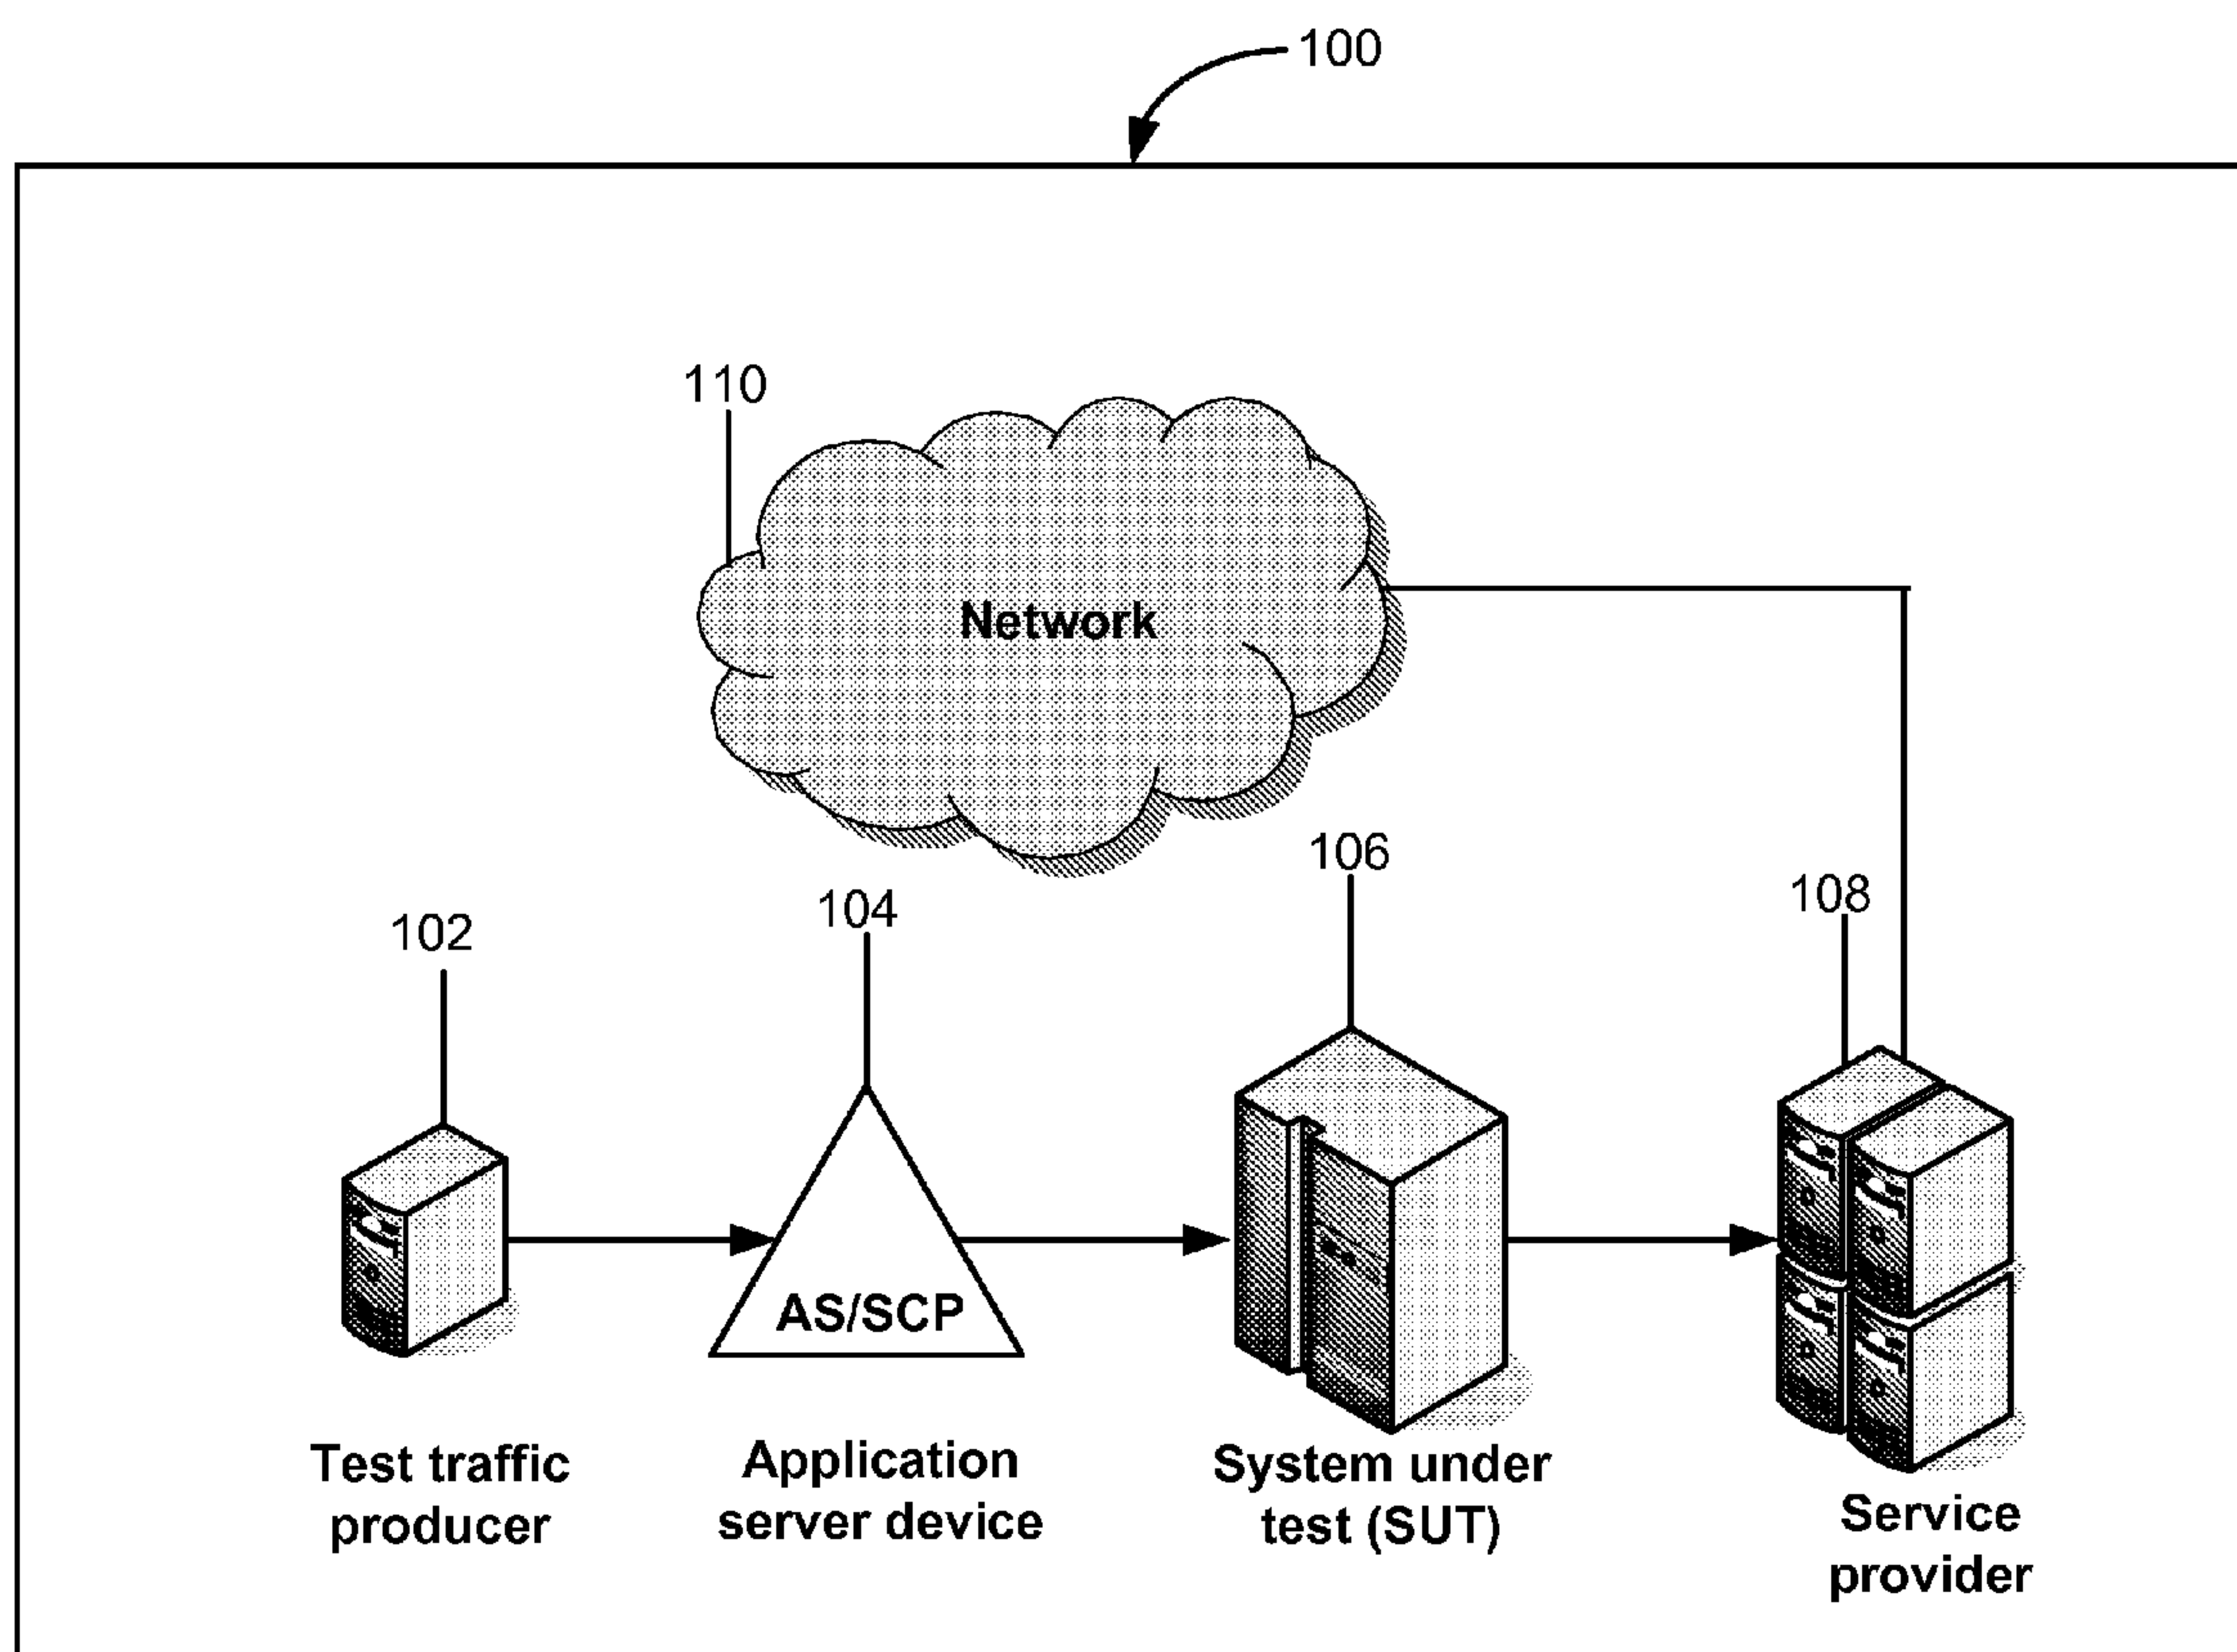 100
110
Network
106
108
104
102
AS/SCP
Test traffic
producer
Application
server device
System under
test (SUT)
Service
provider